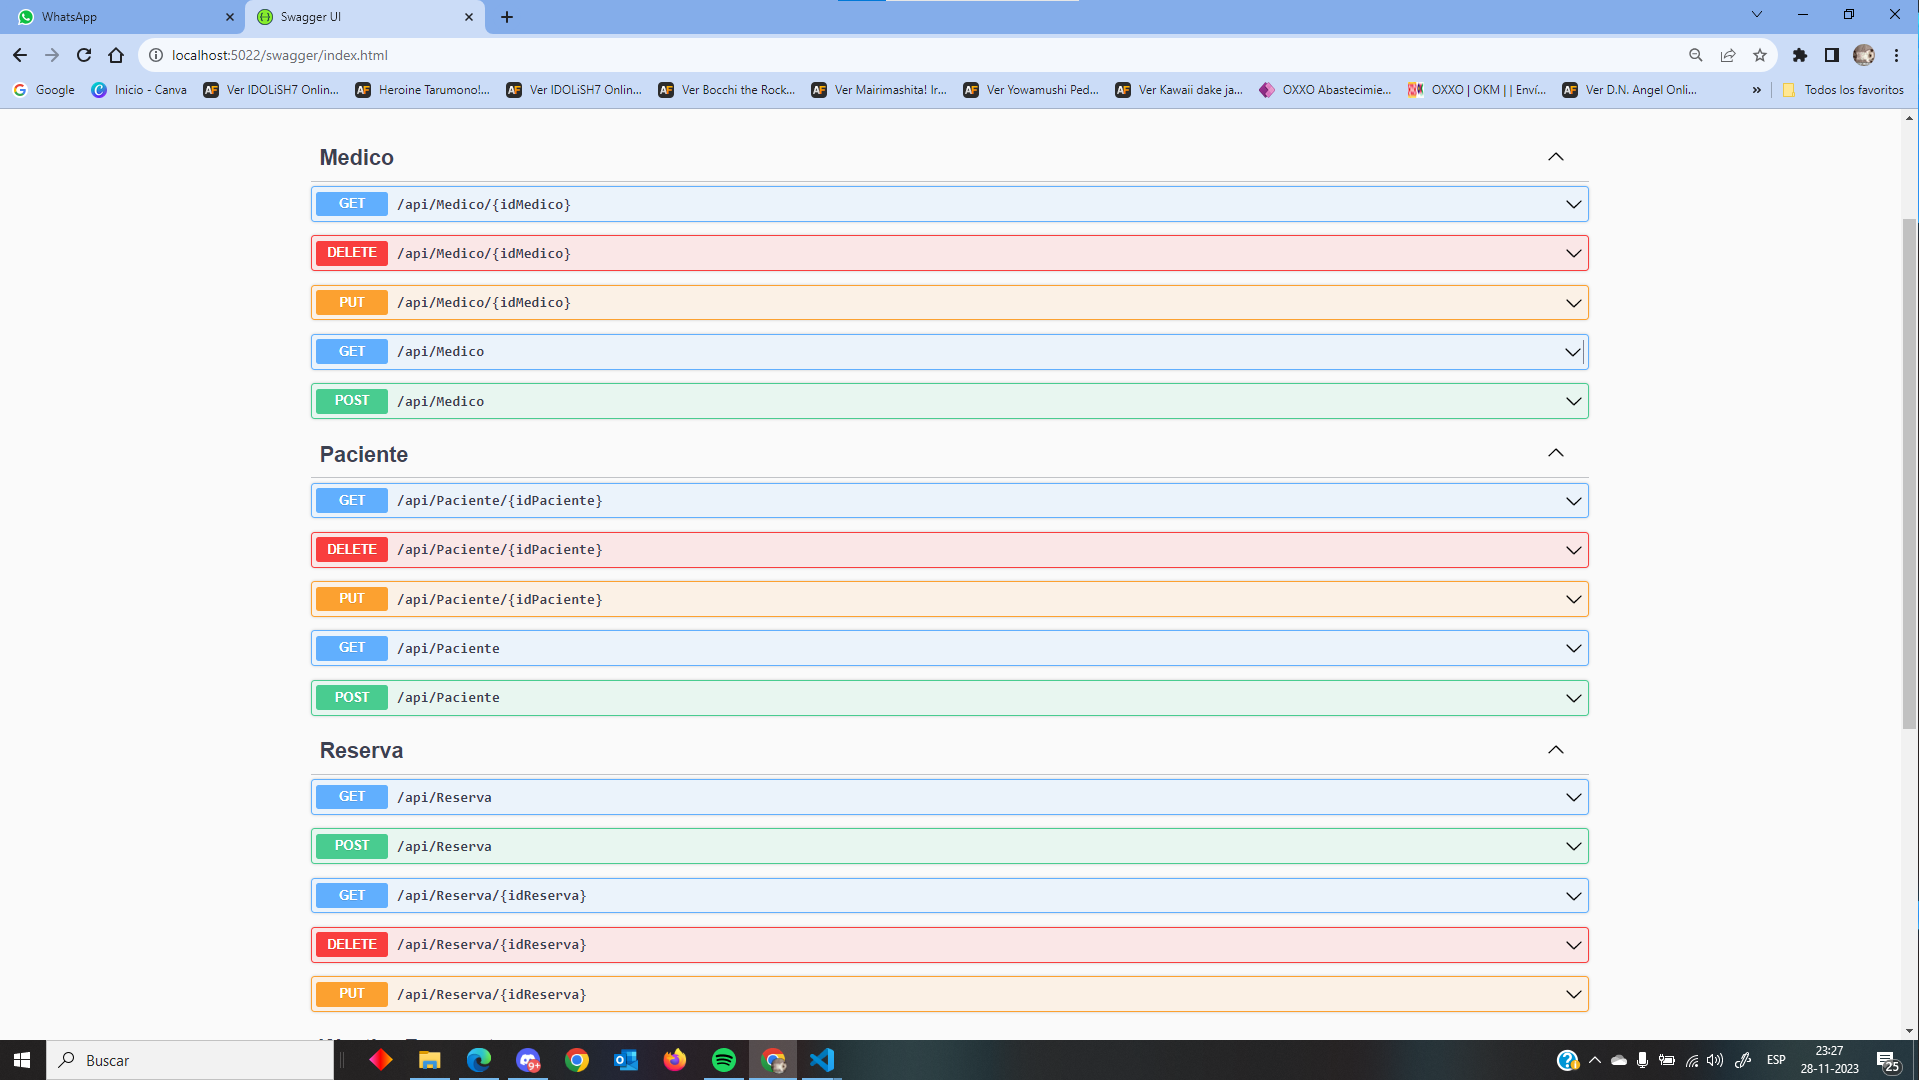 WhatsApp
Swagger UI
localhost:5022/swagger/index.html
Google
Inicio - Canva
Ver IDOLiSH7 Onlin...
Heroine Tarumono!...
Ver IDOLiSH7 Onlin...
Ver Bocchi the Rock...
Ver Mairimashita! Ir...
Ver Yowamushi Ped...
Ver Kawaii dake ja...
OXXO Abastecimie...
OXXO | OKM | | Enví...
Ver D.N. Angel Onli...
»
Todos los favoritos
Medico
GET /api/Medico/{idMedico}
DELETE /api/Medico/{idMedico}
PUT /api/Medico/{idMedico}
GET /api/Medico
POST /api/Medico
Paciente
GET /api/Paciente/{idPaciente}
DELETE /api/Paciente/{idPaciente}
PUT /api/Paciente/{idPaciente}
GET /api/Paciente
POST /api/Paciente
Reserva
GET /api/Reserva
POST /api/Reserva
GET /api/Reserva/{idReserva}
DELETE /api/Reserva/{idReserva}
PUT /api/Reserva/{idReserva}
Buscar
9+
ESP
23:27
28-11-2023
25